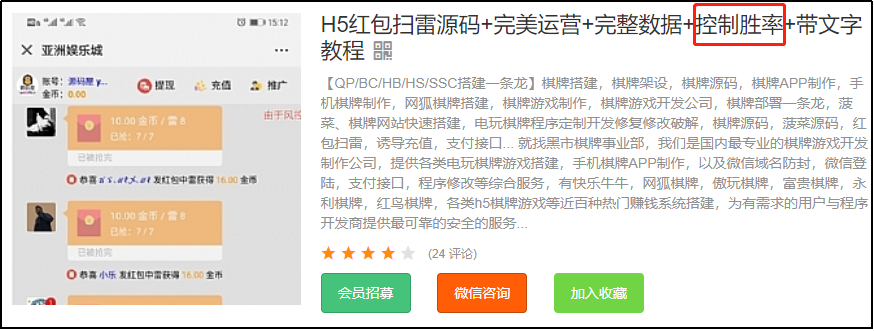 15:12
亚洲娱乐城
H5红包扫雷源码+完美运营+完整数据+控制胜率+带文字
教程
账号：源码屋 y...
金币：0.00
提现
充值
推广
【QP/BC/HB/HS/SSC搭建一条龙】棋牌搭建，棋牌架设，棋牌源码，棋牌APP制作，手
机棋牌制作，网狐棋牌搭建，棋牌游戏制作，棋牌游戏开发公司，棋牌部署一条龙，菠
菜、棋牌网站快速搭建，电玩棋牌程序定制开发修复修改破解，棋牌源码，菠菜源码，红
包扫雷，诱导充值，支付接口... 就找黑市棋牌事业部，我们是国内最专业的棋牌游戏开发
制作公司，提供各类电玩棋牌游戏搭建，手机棋牌APP制作，以及微信域名防封，微信登
陆，支付接口，程序修改等综合服务，有快乐牛牛，网狐棋牌，傲玩棋牌，富贵棋牌，永
利棋牌，红鸟棋牌，各类h5棋牌游戏等近百种热门赚钱系统搭建，为有需求的用户与程序
开发商提供最可靠的安全的服务...
10.00 金币 / 雷 8
已抢：7 / 7
由于风控
已被抢完
恭喜 发红包中雷获得 16.00 金币
10.00 金币 / 雷 8
已抢：7 / 7
已被抢完
恭喜 小乐 发红包中雷获得 16.00 金币
(24 评论)
会员招募
微信咨询
加入收藏